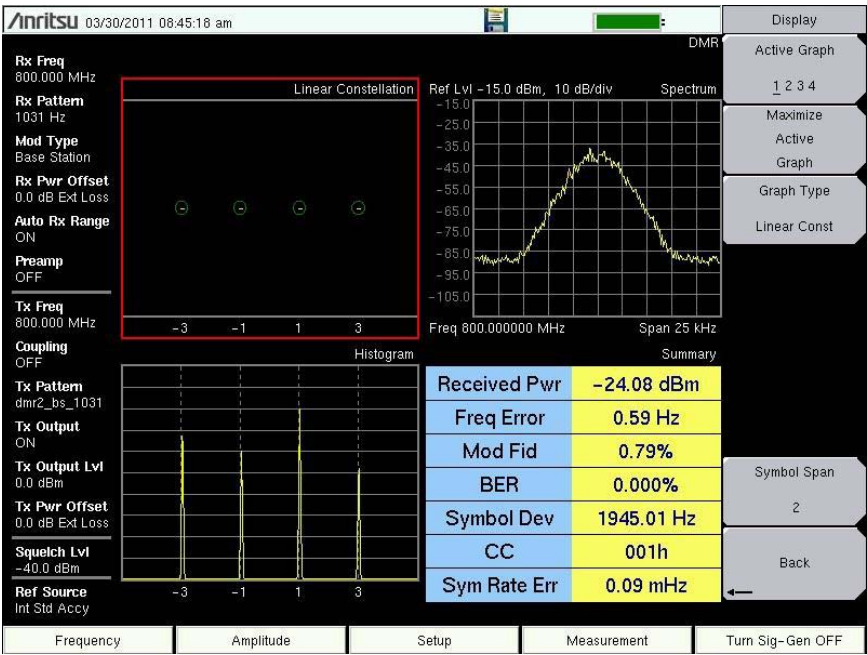 Anritsu 03/30/2011 08:45:18 am
DMR
Rx Freq
800.000 MHz
Rx Pattern
1031 Hz
Mod Type
Base Station
Rx Pwr Offset
0.0 dB Ext Loss
Auto Rx Range
ON
Preamp
OFF
Tx Freq
800.000 MHz
Coupling
OFF
Tx Pattern
dmr2_bs_1031
Tx Output
ON
Tx Output Lvl
0.0 dBm
Tx Pwr Offset
0.0 dB Ext Loss
Squelch Lvl
-40.0 dBm
Ref Source
Int Std Accy
Linear Constellation
-3 -1 1 3
Ref Lvl -15.0 dBm, 10 dB/div Spectrum
-15.0
-25.0
-35.0
-45.0
-55.0
-65.0
-75.0
-85.0
-95.0
-105.0
Freq 800.000000 MHz Span 25 kHz
Histogram
-3 -1 1 3
Summary
Received Pwr -24.08 dBm
Freq Error 0.59 Hz
Mod Fid 0.79%
BER 0.000%
Symbol Dev 1945.01 Hz
CC 001h
Sym Rate Err 0.09 mHz
Display
Active Graph
1 2 3 4
Maximize
Active
Graph
Graph Type
Linear Const
Symbol Span
2
Back
Frequency Amplitude Setup Measurement Turn Sig-Gen OFF